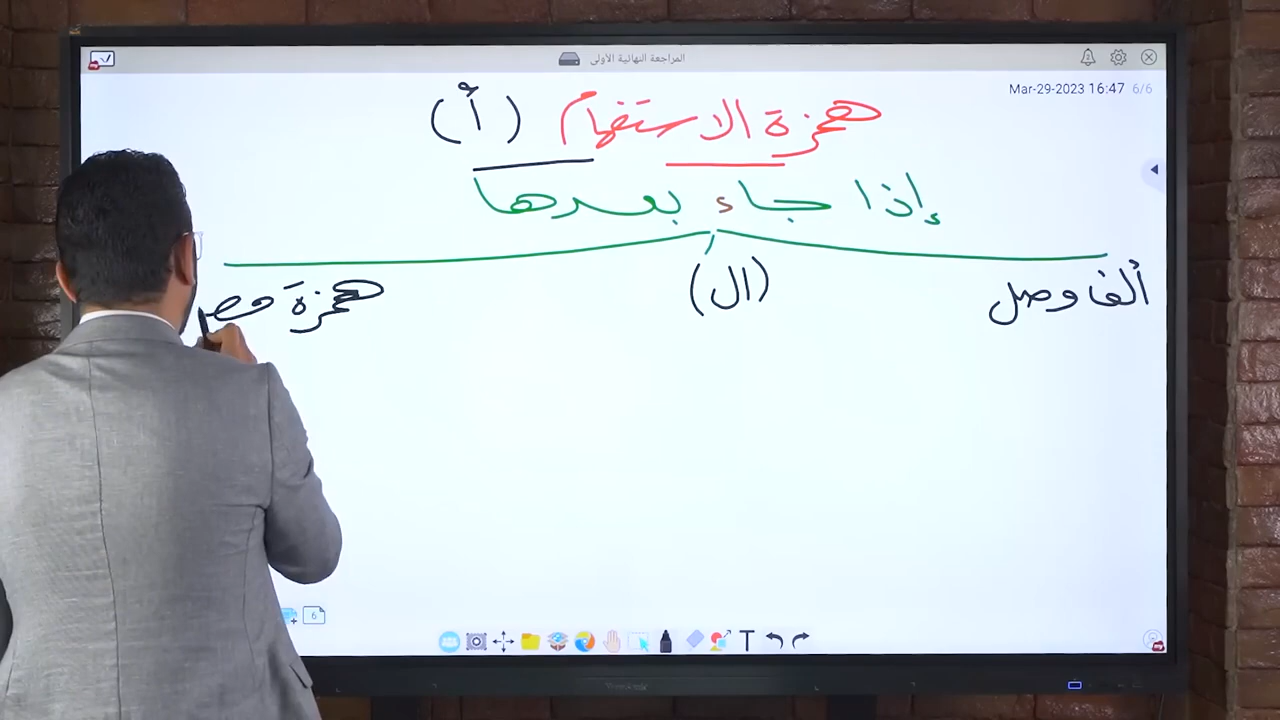 المراجعة النهائية الأولى
Mar-29-2023 16:47 6/6
همزة الاستفهام (أ)
إذا جاء بعدها
ألف وصل (ال) همزة
6
T